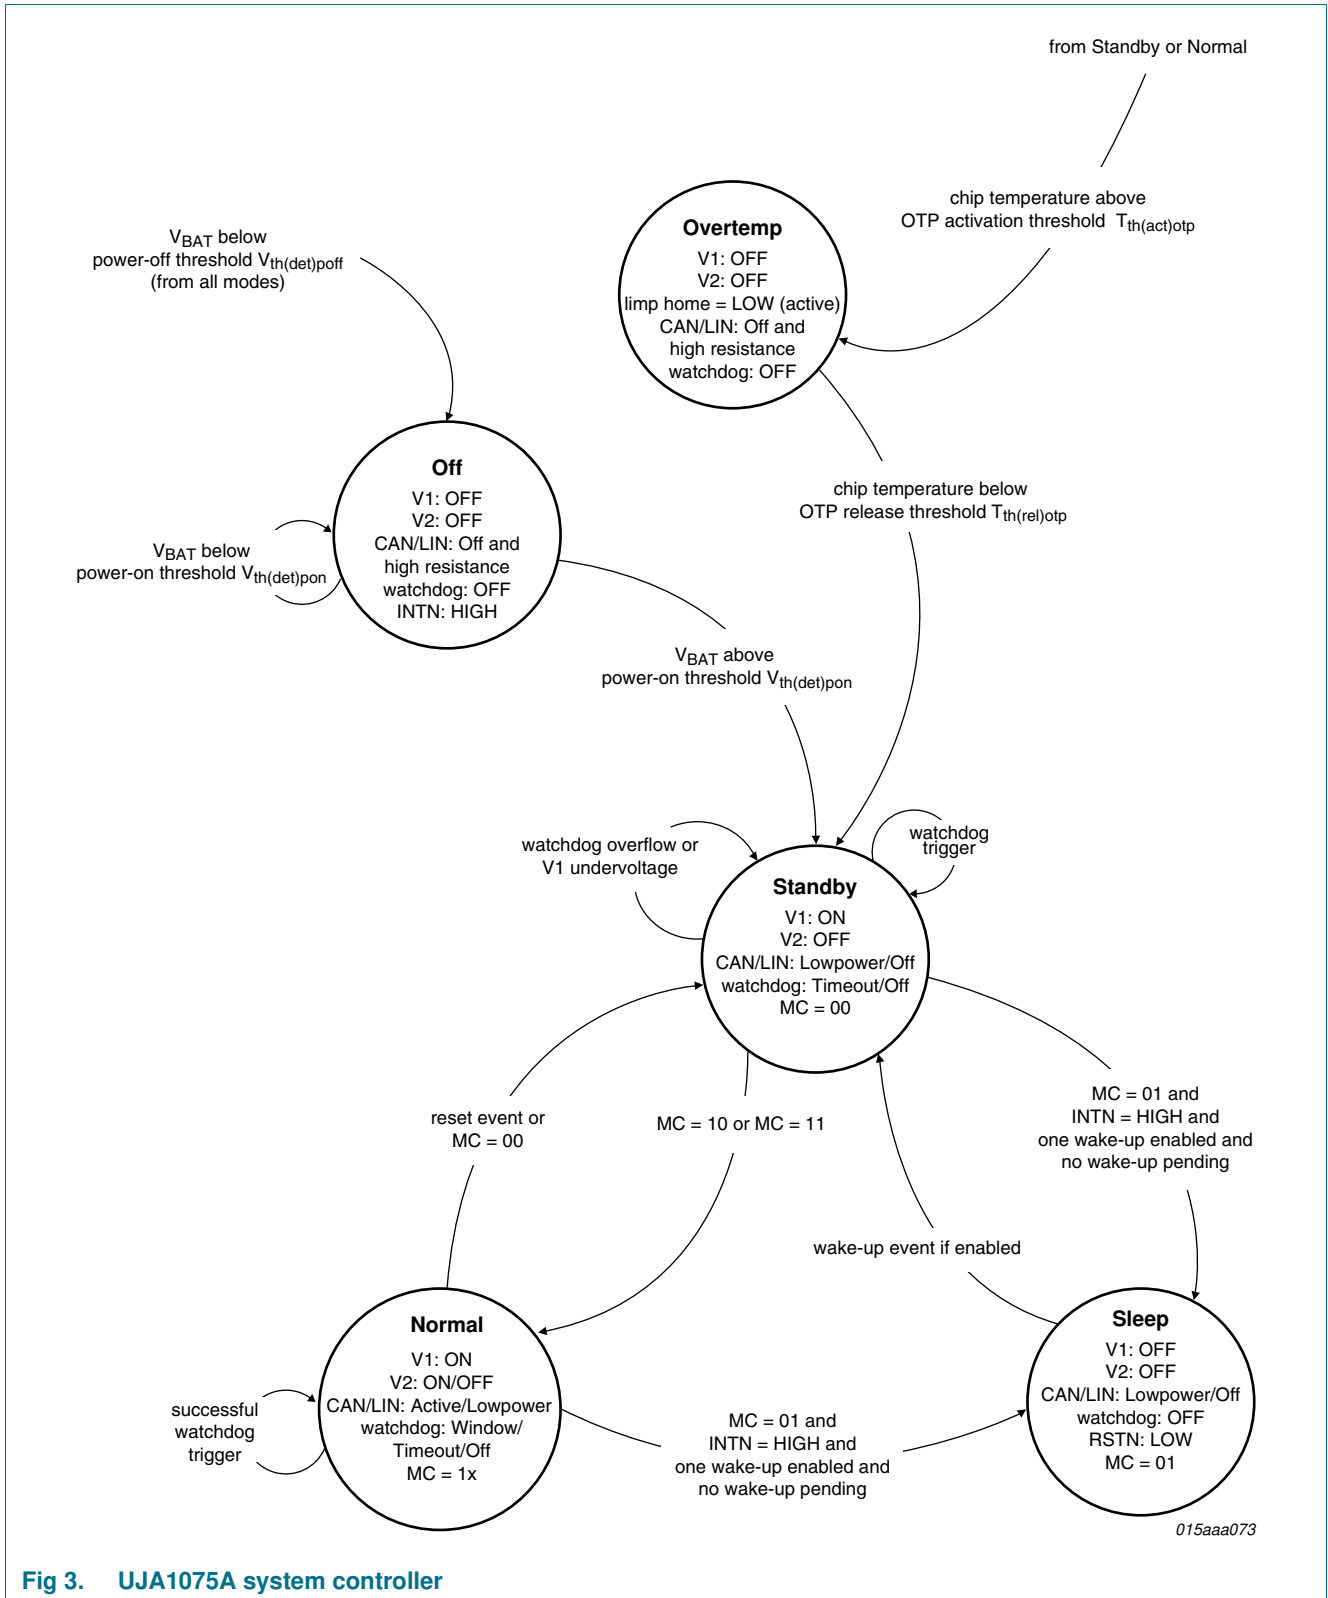 from Standby or Normal
chip temperature above
OTP activation threshold Tth(act)otp
Overtemp
V1: OFF
V2: OFF
limp home = LOW (active)
CAN/LIN: Off and
high resistance
watchdog: OFF
VBAT below
power-off threshold Vth(det)poff
(from all modes)
Off
V1: OFF
V2: OFF
CAN/LIN: Off and
high resistance
watchdog: OFF
INTN: HIGH
VBAT below
power-on threshold Vth(det)pon
chip temperature below
OTP release threshold Tth(rel)otp
VBAT above
power-on threshold Vth(det)pon
watchdog overflow or
V1 undervoltage
watchdog
trigger
Standby
V1: ON
V2: OFF
CAN/LIN: Lowpower/Off
watchdog: Timeout/Off
MC = 00
reset event or
MC = 00
MC = 10 or MC = 11
MC = 01 and
INTN = HIGH and
one wake-up enabled and
no wake-up pending
wake-up event if enabled
Normal
V1: ON
V2: ON/OFF
CAN/LIN: Active/Lowpower
watchdog: Window/
Timeout/Off
MC = 1x
successful
watchdog
trigger
MC = 01 and
INTN = HIGH and
one wake-up enabled and
no wake-up pending
Sleep
V1: OFF
V2: OFF
CAN/LIN: Lowpower/Off
watchdog: OFF
RSTN: LOW
MC = 01
015aaa073
Fig 3. UJA1075A system controller